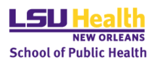 LSU Health
NEW ORLEANS
School of Public Health